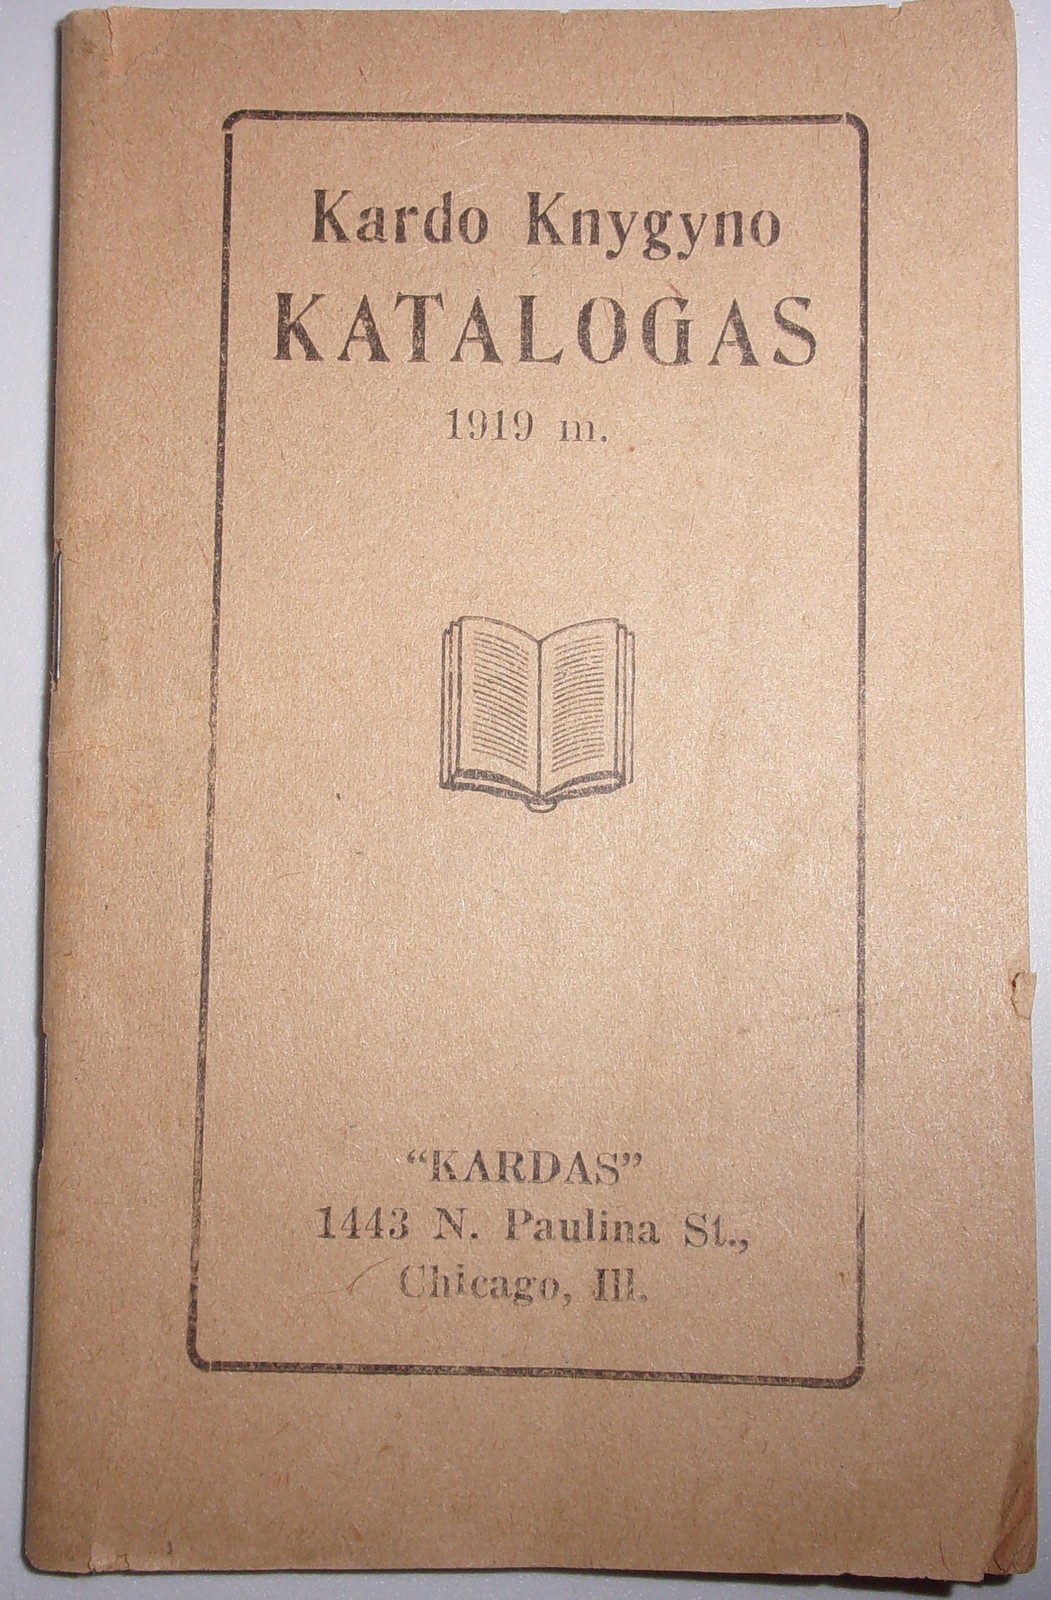 Kardo Knygyno
KATALOGAS
1919 m.
“KARDAS”
1443 N. Paulina St.,
Chicago, Ill.